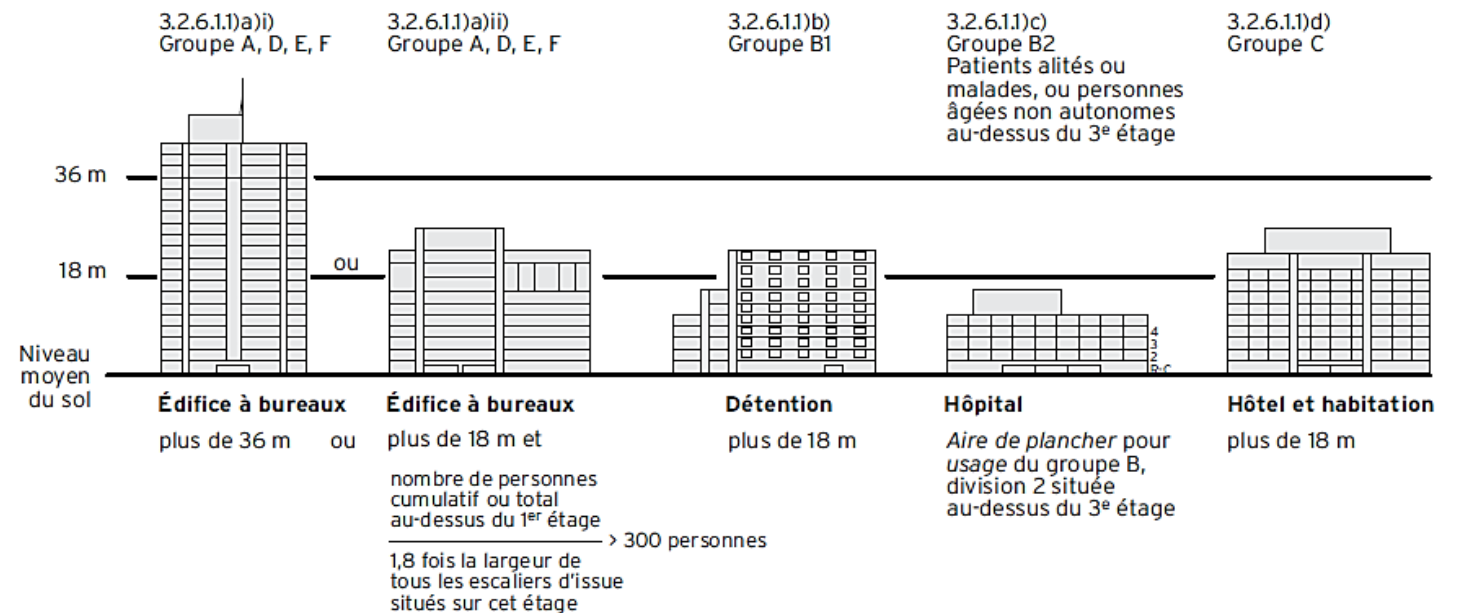 3.2.6.1.1)a)i)
Groupe A, D, E, F
3.2.6.1.1)a)ii)
Groupe A, D, E, F
3.2.6.1.1)b)
Groupe B1
3.2.6.1.1)c)
Groupe B2
Patients alités ou
malades, ou personnes
âgées non autonomes
au-dessus du 3e étage
3.2.6.1.1)d)
Groupe C
36 m
18 m
ou
4
3
2
R-C
Niveau
moyen
du sol
Édifice à bureaux
plus de 36 m ou
Édifice à bureaux
plus de 18 m et
nombre de personnes
cumulatif ou total
au-dessus du 1er étage
> 300 personnes
1,8 fois la largeur de
tous les escaliers d'issue
situés sur cet étage
Détention
plus de 18 m
Hôpital
Aire de plancher pour
usage du groupe B,
division 2 située
au-dessus du 3e étage
Hôtel et habitation
plus de 18 m